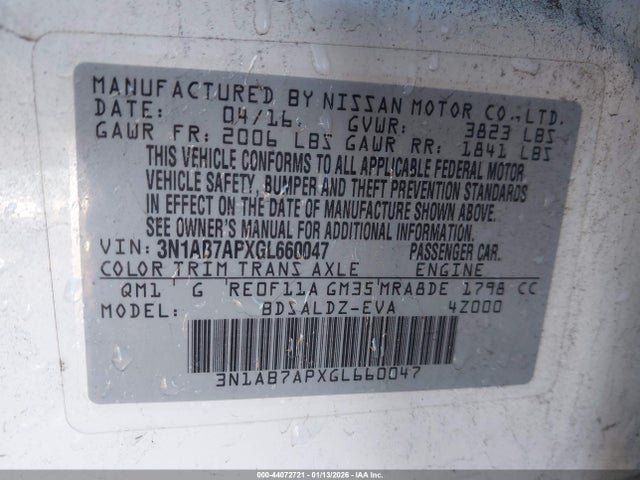 MANUFACTURED BY NISSAN MOTOR CO.,LTD.
DATE: 04/16 GVWR: 3823 LBS
GAWR FR: 2006 LBS GAWR RR: 1841 LBS
THIS VEHICLE CONFORMS TO ALL APPLICABLE FEDERAL MOTOR
VEHICLE SAFETY, BUMPER AND THEFT PREVENTION STANDARDS
IN EFFECT ON THE DATE OF MANUFACTURE SHOWN ABOVE.
SEE OWNER'S MANUAL FOR ADDITIONAL INFORMATION.
VIN: 3N1AB7APXGL660047 PASSENGER CAR
COLOR TRIM TRANS AXLE ENGINE
QM1 G RE0F11A GM35 MRA8DE 1798 CC
MODEL: BDSALDZ-EVA 4Z000
3N1AB7APXGL660047
000-44072721 | 01/13/2026 | IAAI.COM